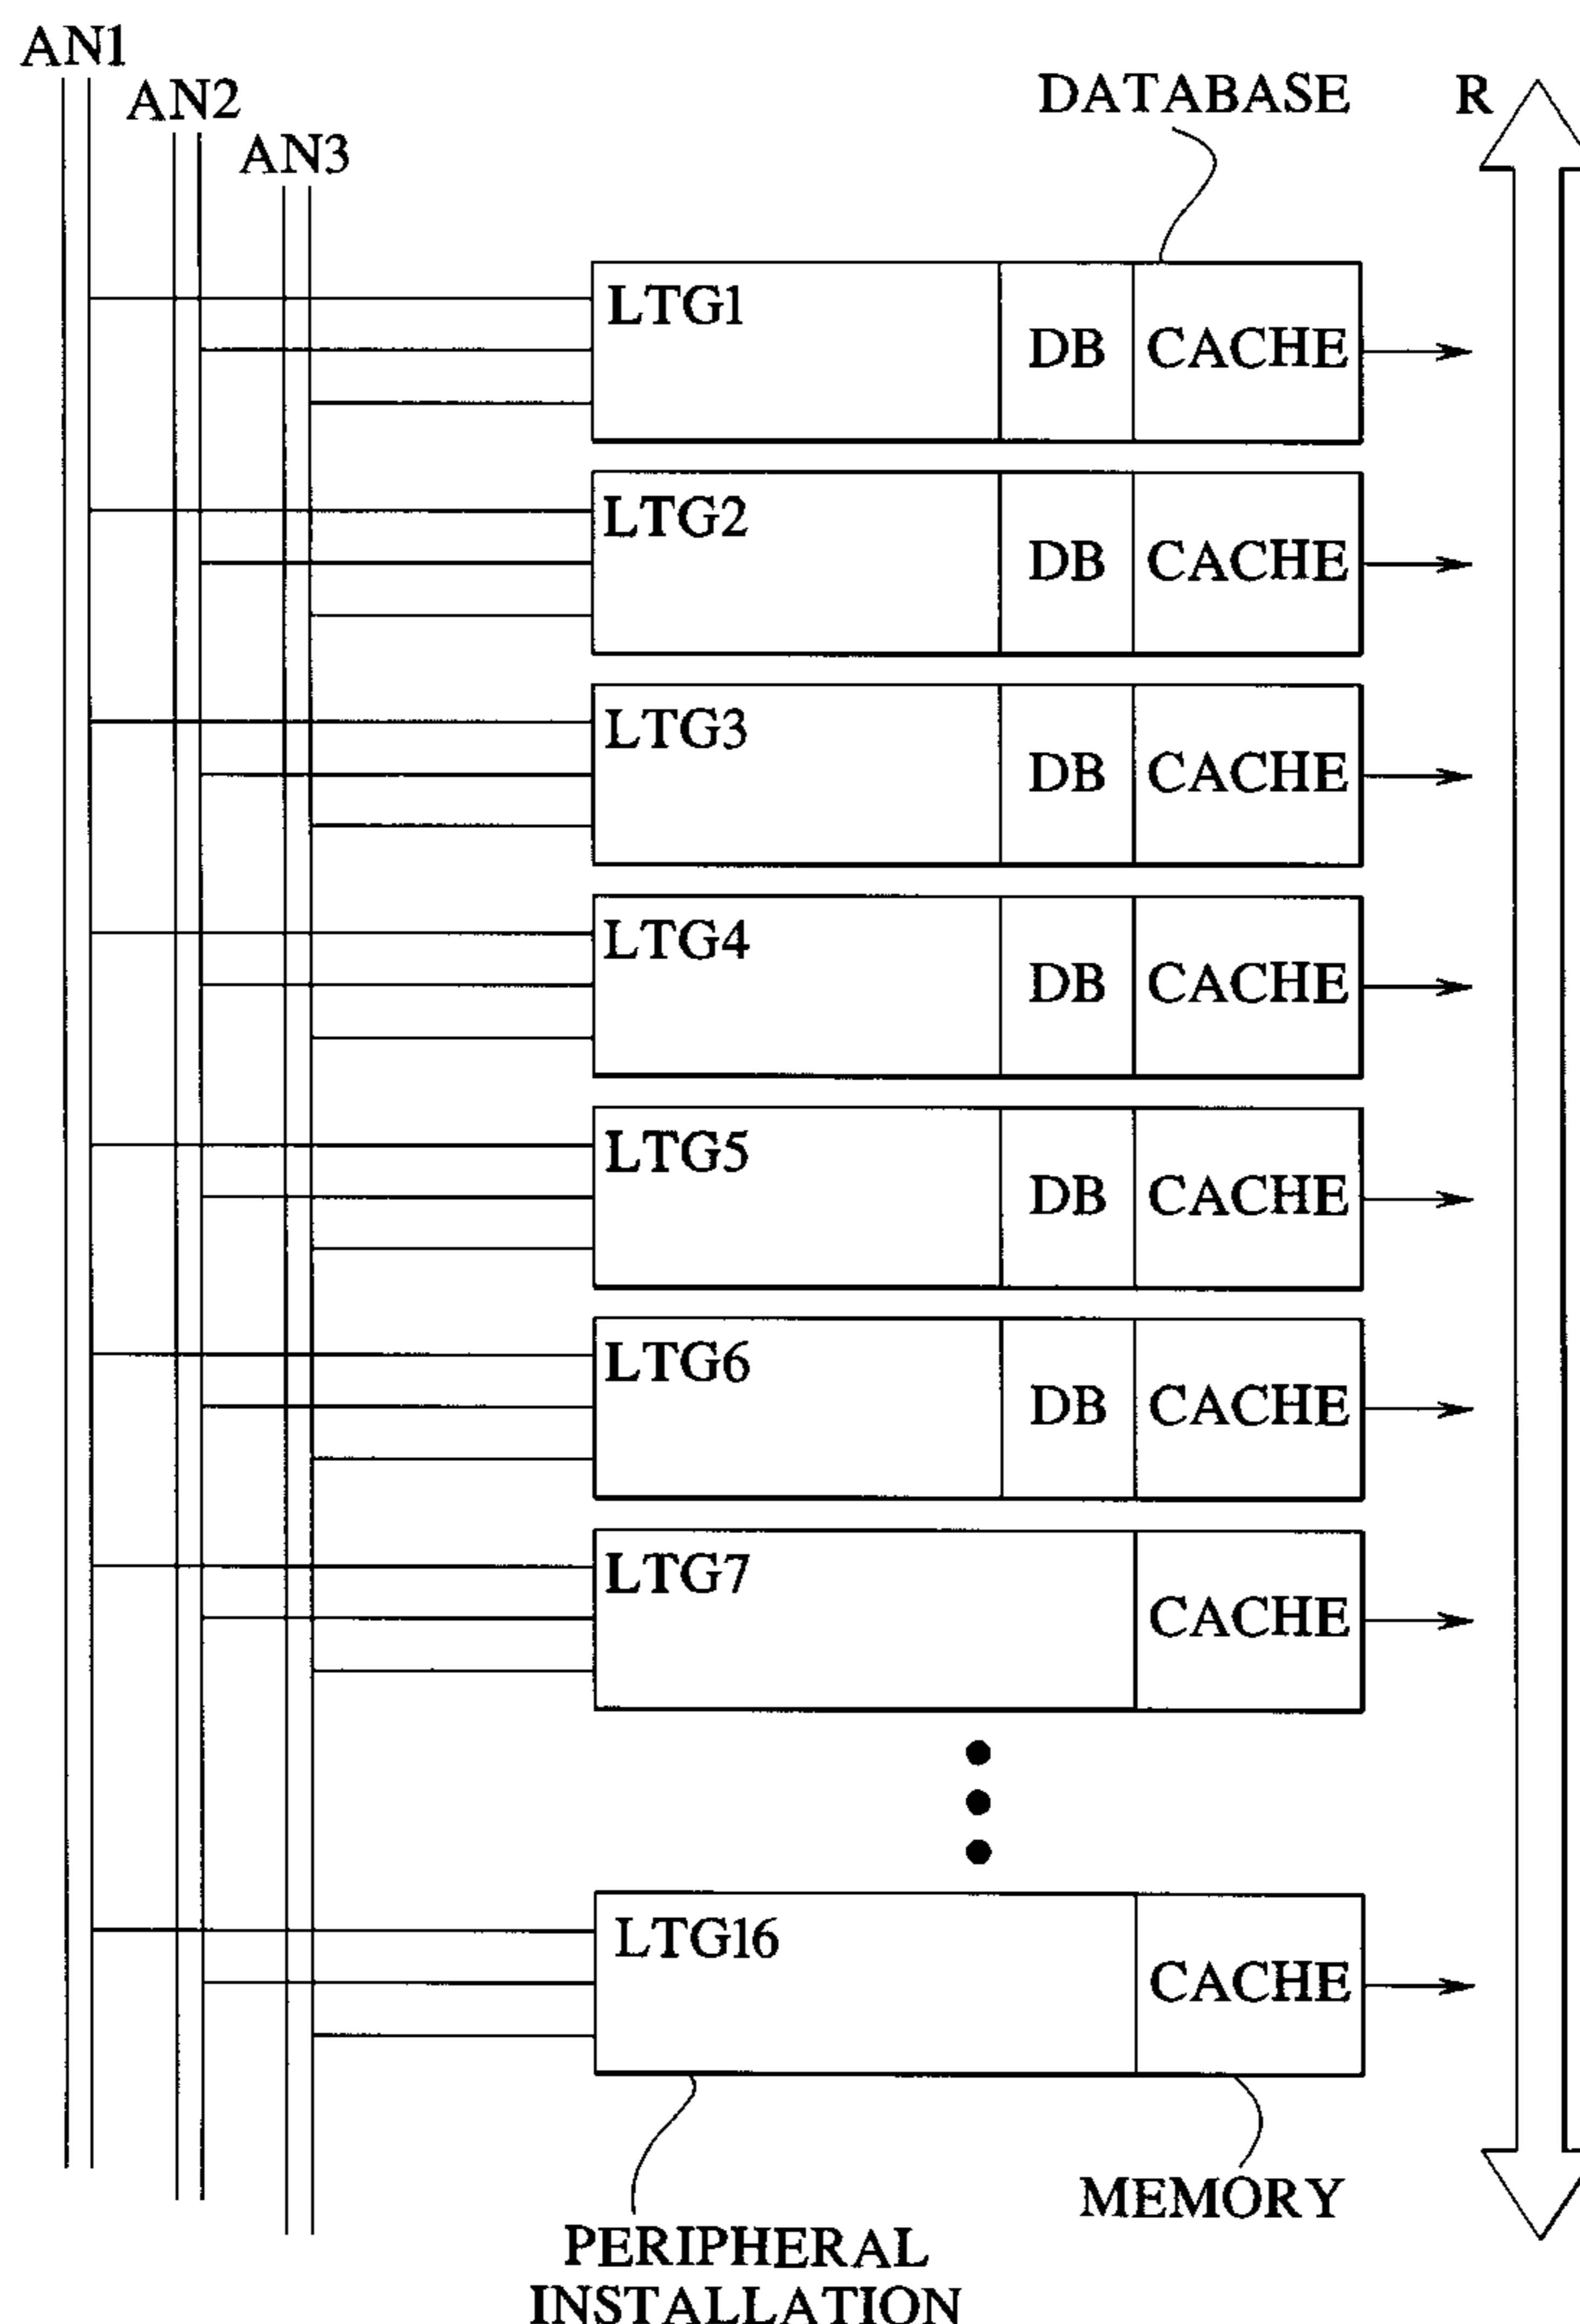 AN1
AN2
AN3
DATABASE
R
LTG1
DB
CACHE
LTG2
DB
CACHE
LTG3
DB
CACHE
LTG4
DB
CACHE
LTG5
DB
CACHE
LTG6
DB
CACHE
LTG7
CACHE
LTG16
CACHE
MEMORY
PERIPHERAL
INSTALLATION